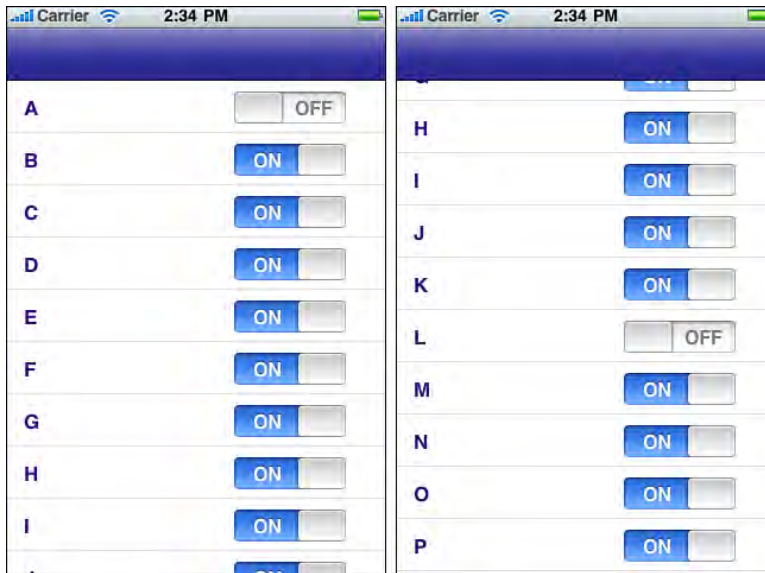 Carrier 2:34 PM
A OFF
B ON
C ON
D ON
E ON
F ON
G ON
H ON
I ON
Carrier 2:34 PM
H ON
I ON
J ON
K ON
L OFF
M ON
N ON
O ON
P ON